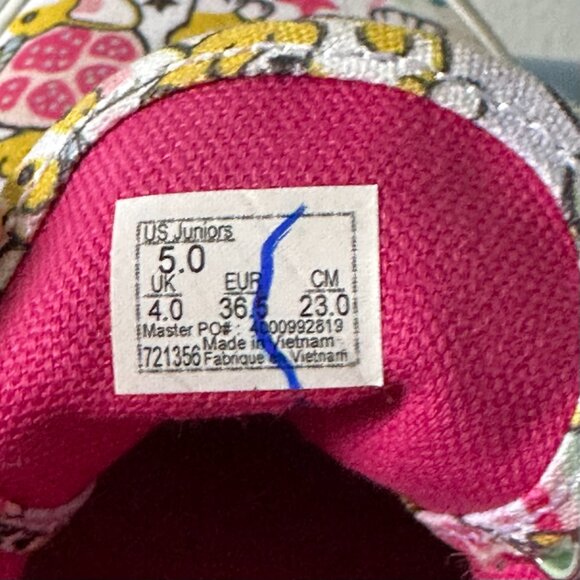 US Juniors
5.0
UK EUR CM
4.0 36.5 23.0
Master PO# : 4000992819
Made in Vietnam
721356 Fabrique en Vietnam